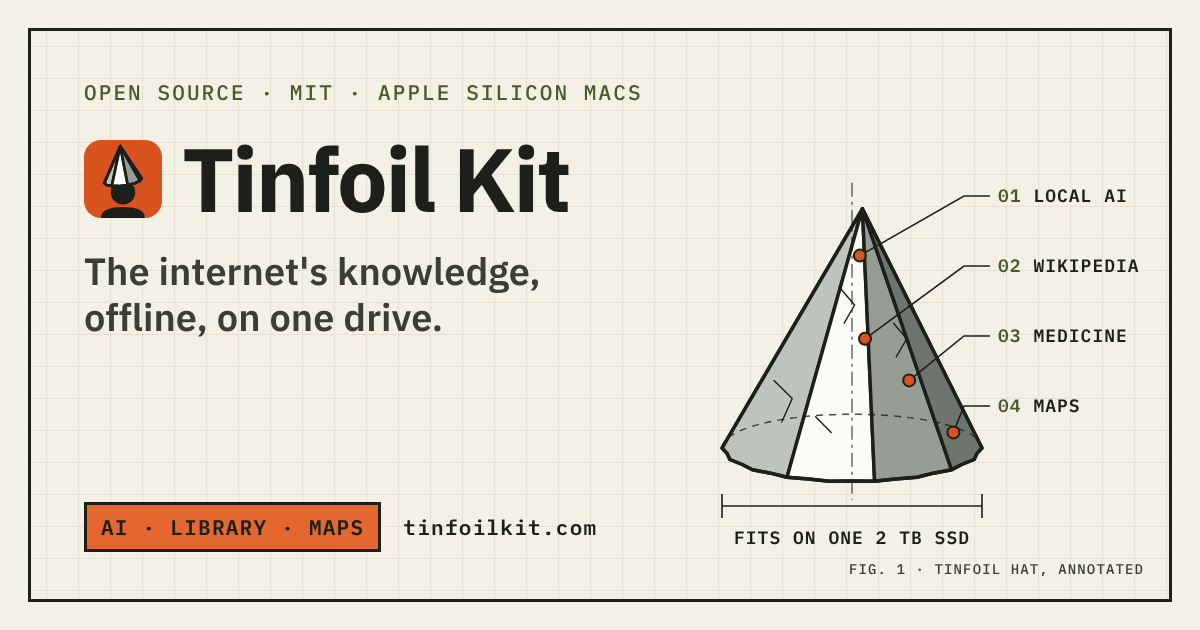 OPEN SOURCE · MIT · APPLE SILICON MACS
Tinfoil Kit
The internet's knowledge,
offline, on one drive.
AI · LIBRARY · MAPS
tinfoilkit.com
01 LOCAL AI
02 WIKIPEDIA
03 MEDICINE
04 MAPS
FITS ON ONE 2 TB SSD
FIG. 1 · TINFOIL HAT, ANNOTATED